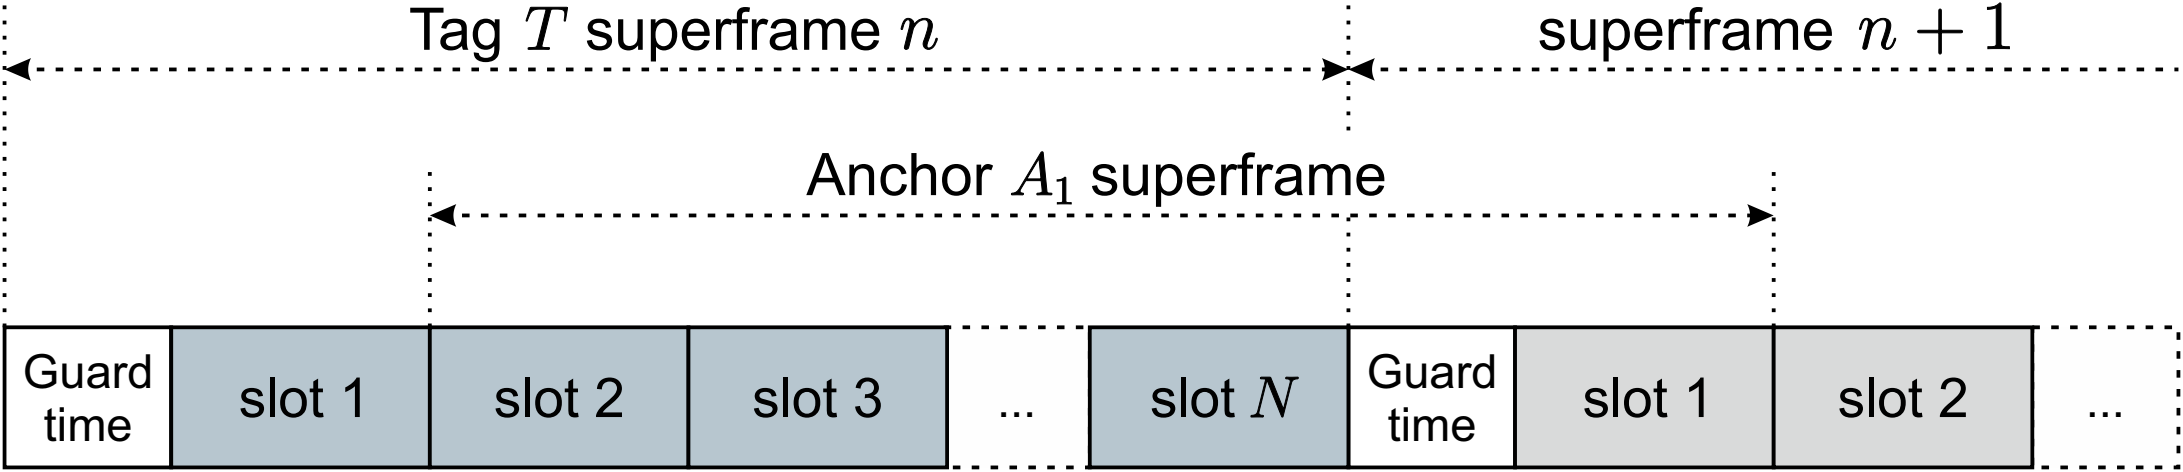 Tag T superframe n
superframe n + 1
Anchor A₁ superframe
Guard time
slot 1
slot 2
slot 3
...
slot N
Guard time
slot 1
slot 2
...